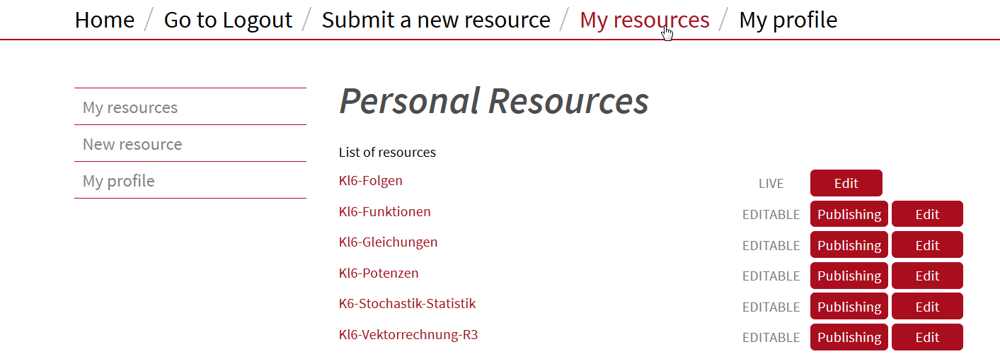 Home / Go to Logout / Submit a new resource / My resources / My profile
My resources
New resource
My profile
Personal Resources
List of resources
Kl6-Folgen LIVE Edit
Kl6-Funktionen EDITABLE Publishing Edit
Kl6-Gleichungen EDITABLE Publishing Edit
Kl6-Potenzen EDITABLE Publishing Edit
K6-Stochastik-Statistik EDITABLE Publishing Edit
Kl6-Vektorrechnung-R3 EDITABLE Publishing Edit